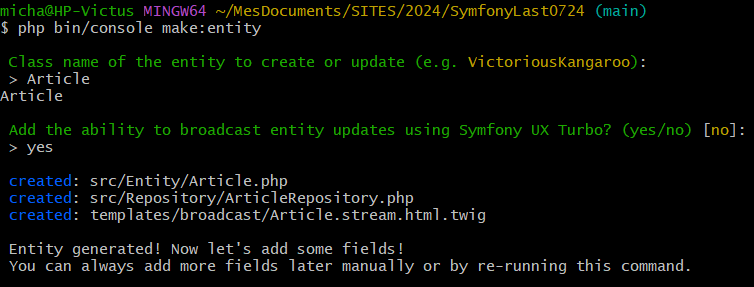 micha@HP-Victus MINGW64 ~/MesDocuments/SITES/2024/SymfonyLast0724 (main)
$ php bin/console make:entity
Class name of the entity to create or update (e.g. VictoriousKangaroo):
> Article
Article
Add the ability to broadcast entity updates using Symfony UX Turbo? (yes/no) [no]:
> yes
created: src/Entity/Article.php
created: src/Repository/ArticleRepository.php
created: templates/broadcast/Article.stream.html.twig
Entity generated! Now let's add some fields!
You can always add more fields later manually or by re-running this command.